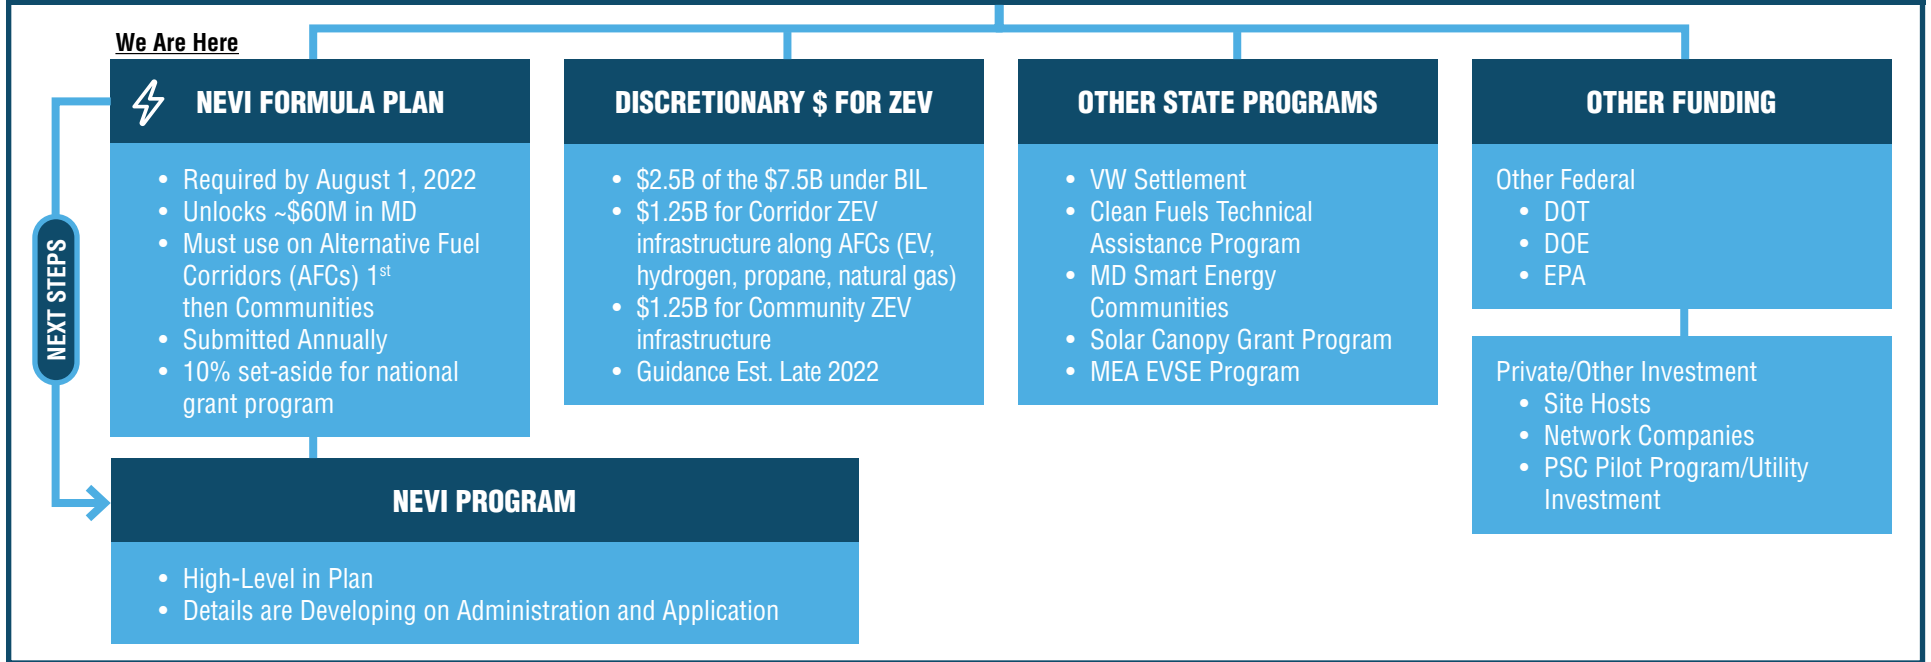 We Are Here
NEVI FORMULA PLAN
• Required by August 1, 2022
• Unlocks ~$60M in MD
• Must use on Alternative Fuel
Corridors (AFCs) 1st
then Communities
• Submitted Annually
• 10% set-aside for national
grant program
DISCRETIONARY $ FOR ZEV
• $2.5B of the $7.5B under BIL
• $1.25B for Corridor ZEV
infrastructure along AFCs (EV,
hydrogen, propane, natural gas)
• $1.25B for Community ZEV
infrastructure
• Guidance Est. Late 2022
OTHER STATE PROGRAMS
• VW Settlement
• Clean Fuels Technical
Assistance Program
• MD Smart Energy
Communities
• Solar Canopy Grant Program
• MEA EVSE Program
OTHER FUNDING
Other Federal
• DOT
• DOE
• EPA
Private/Other Investment
• Site Hosts
• Network Companies
• PSC Pilot Program/Utility
Investment
NEXT STEPS
NEVI PROGRAM
• High-Level in Plan
• Details are Developing on Administration and Application